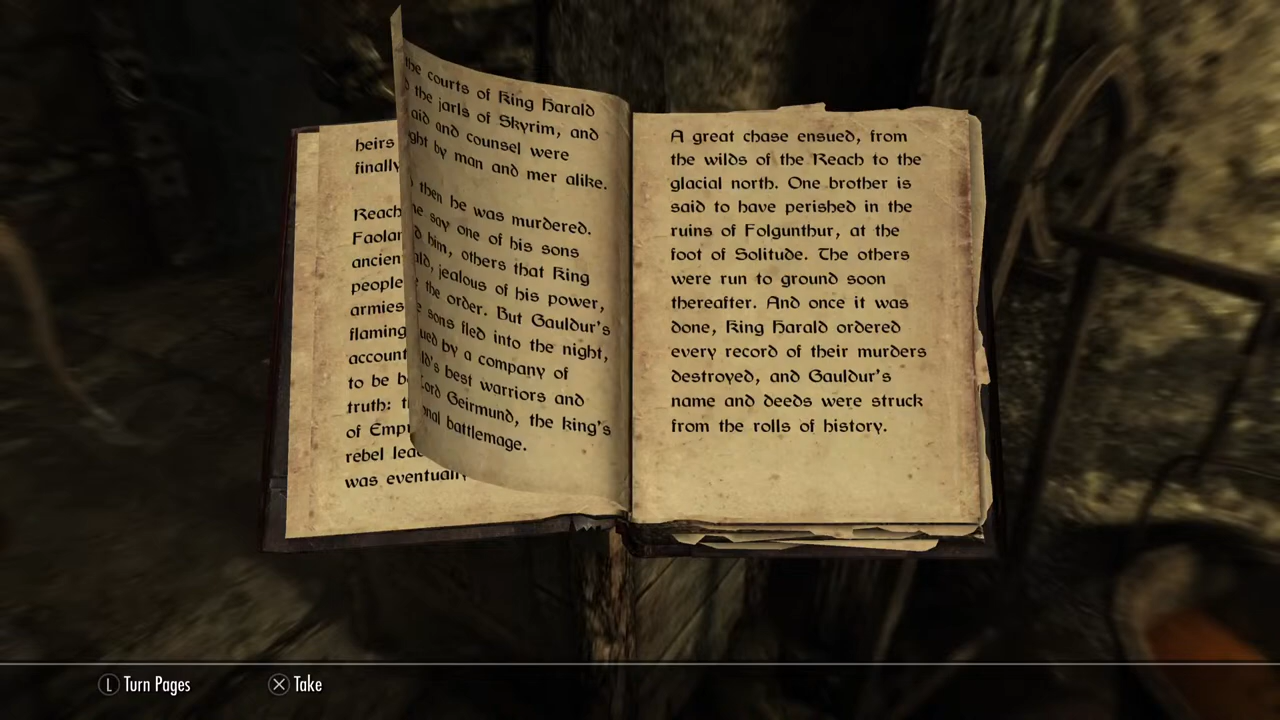 heirs
finally
Reach
Faolan
ancient
people
armies
flaming
account
to be b
truth: t
of Emp
rebel lea
was eventually
the courts of King Harald
the jarls of Skyrim, and
aid and counsel were
ght by man and mer alike.
then he was murdered.
say one of his sons
him, others that King
ald, jealous of his power,
the order. But Gauldur's
sons fled into the night,
ued by a company of
ld's best warriors and
Lord Geirmund, the king's
onal battlemage.
A great chase ensued, from
the wilds of the Reach to the
glacial north. One brother is
said to have perished in the
ruins of Folgunthur, at the
foot of Solitude. The others
were run to ground soon
thereafter. And once it was
done, King Harald ordered
every record of their murders
destroyed, and Gauldur's
name and deeds were struck
from the rolls of history.
L Turn Pages
X Take